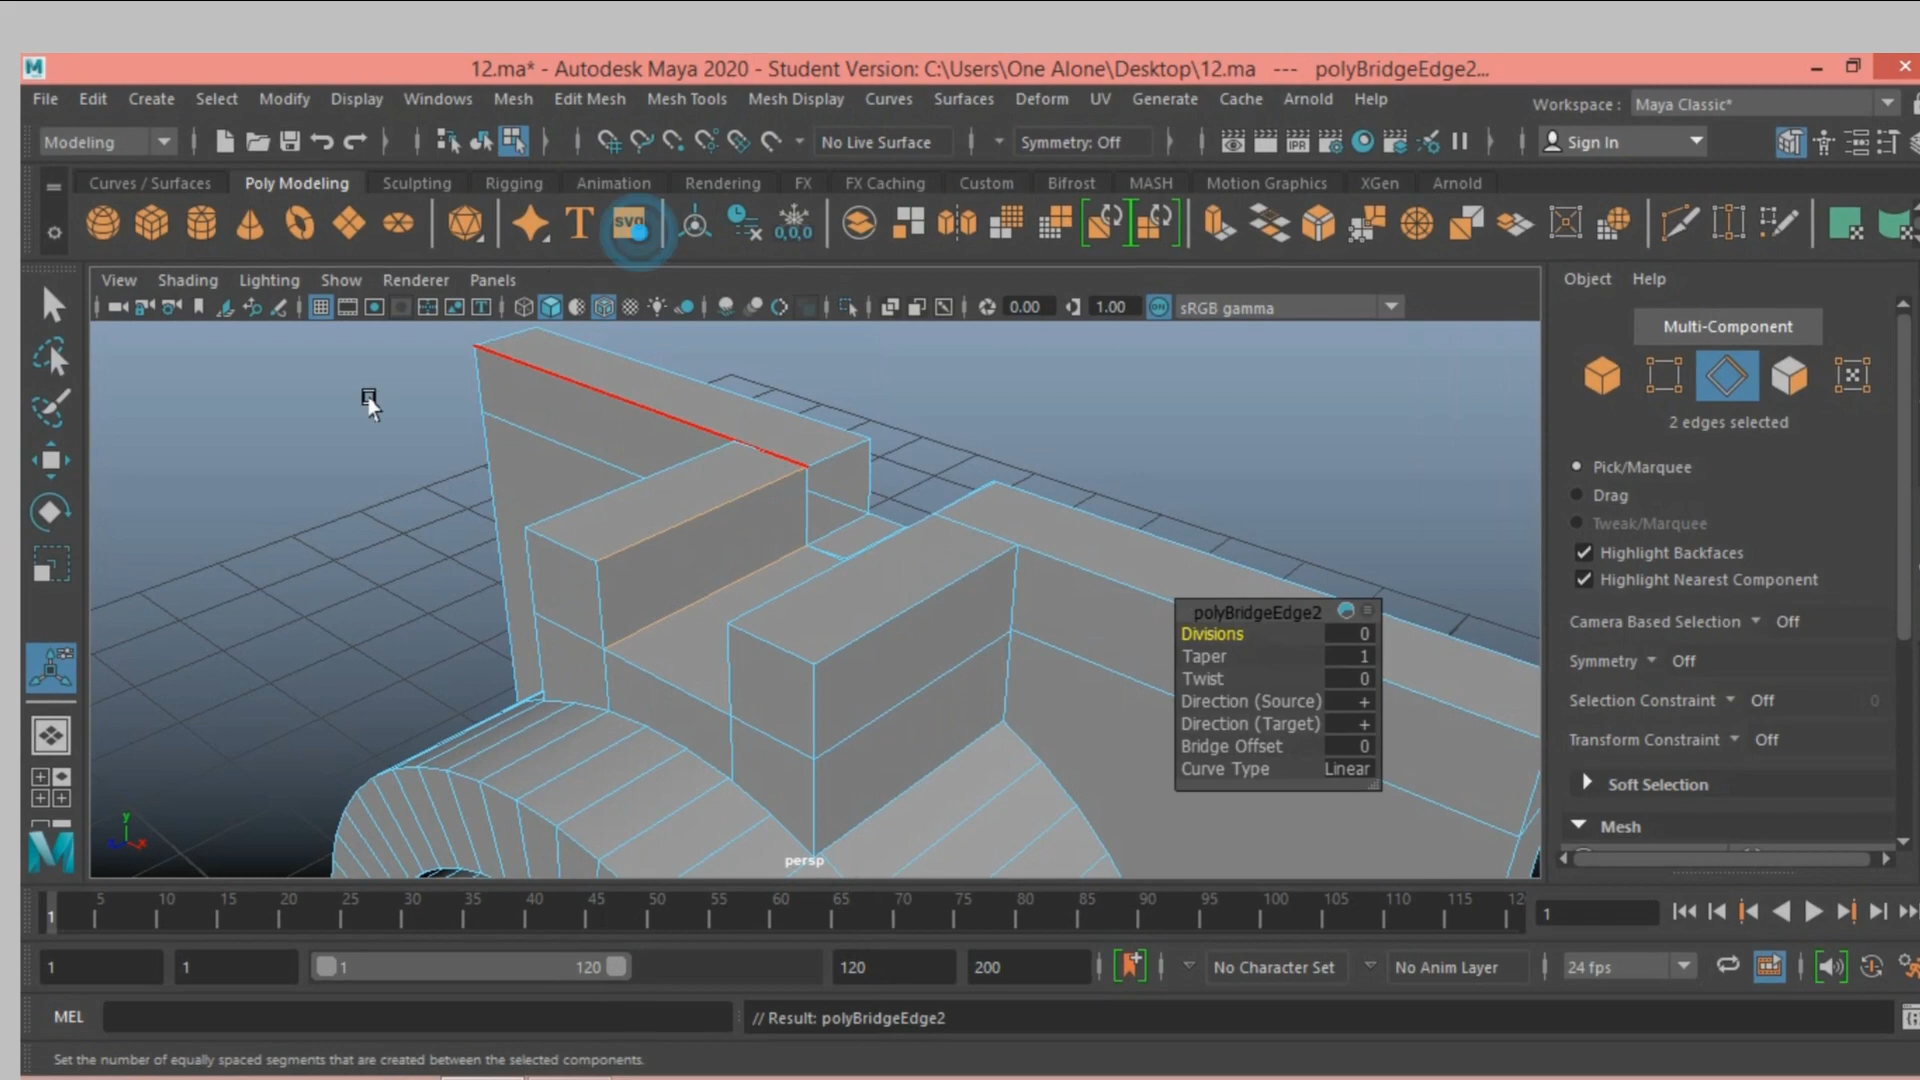 12.ma* - Autodesk Maya 2020 - Student Version: C:\Users\One Alone\Desktop\12.ma --- polyBridgeEdge2...
File Edit Create Select Modify Display Windows Mesh Edit Mesh Mesh Tools Mesh Display Curves Surfaces Deform UV Generate Cache Arnold Help Workspace : Maya Classic*
Modeling No Live Surface Symmetry: Off IPR Sign In
Curves / Surfaces Poly Modeling Sculpting Rigging Animation Rendering FX FX Caching Custom Bifrost MASH Motion Graphics XGen Arnold
T svg 0,0,0
View Shading Lighting Show Renderer Panels
0.00 1.00 ON sRGB gamma
Object Help
Multi-Component
2 edges selected
Pick/Marquee
Drag
Tweak/Marquee
Highlight Backfaces
Highlight Nearest Component
Camera Based Selection Off
Symmetry Off
Selection Constraint Off 0
Transform Constraint Off
Soft Selection
Mesh
polyBridgeEdge2
Divisions 0
Taper 1
Twist 0
Direction (Source) +
Direction (Target) +
Bridge Offset 0
Curve Type Linear
y
x
persp
1 5 10 15 20 25 30 35 40 45 50 55 60 65 70 75 80 85 90 95 100 105 110 115 12
1
1 1 1 120 120 200 No Character Set No Anim Layer 24 fps
MEL // Result: polyBridgeEdge2
Set the number of equally spaced segments that are created between the selected components.